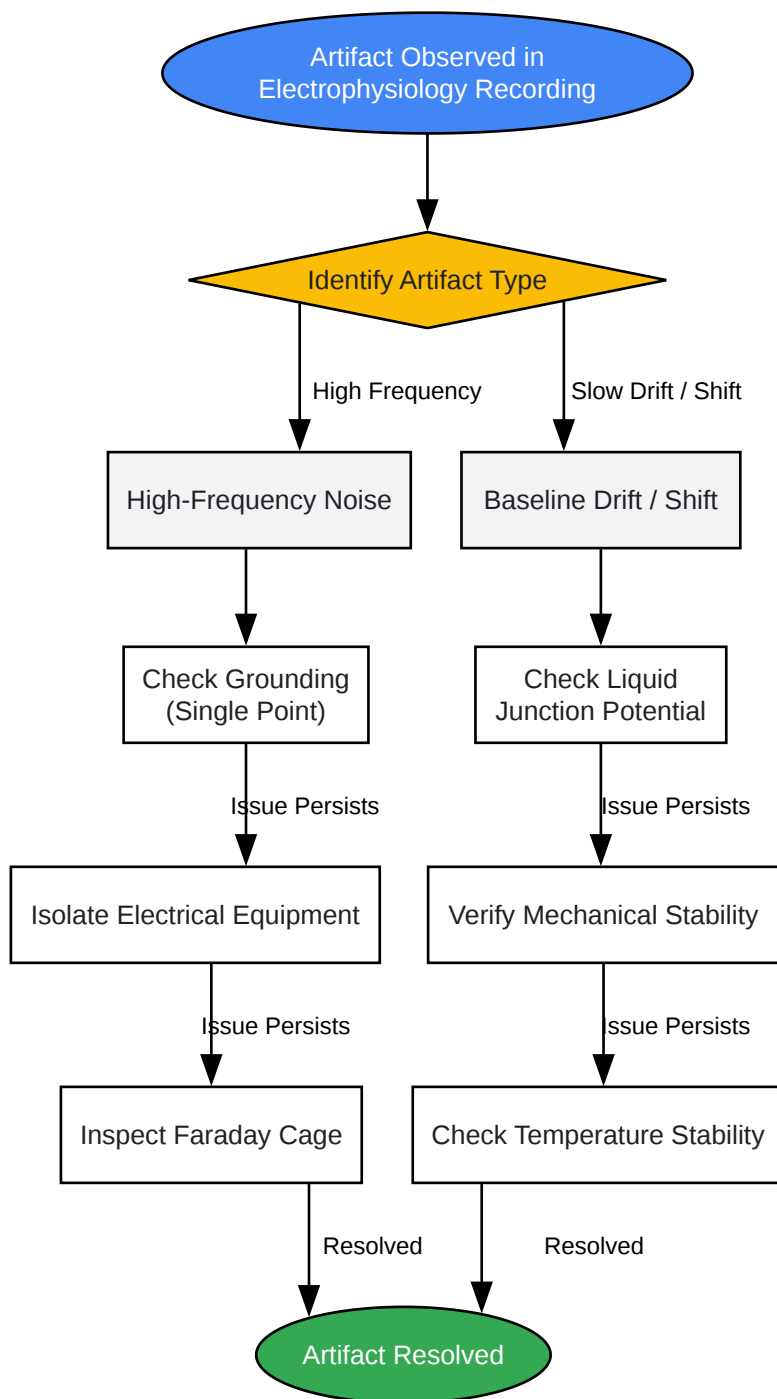 Artifact Observed in
Electrophysiology Recording
Identify Artifact Type
High Frequency
Slow Drift / Shift
High-Frequency Noise
Baseline Drift / Shift
Check Grounding
(Single Point)
Check Liquid
Junction Potential
Issue Persists
Issue Persists
Isolate Electrical Equipment
Verify Mechanical Stability
Issue Persists
Issue Persists
Inspect Faraday Cage
Check Temperature Stability
Resolved
Resolved
Artifact Resolved